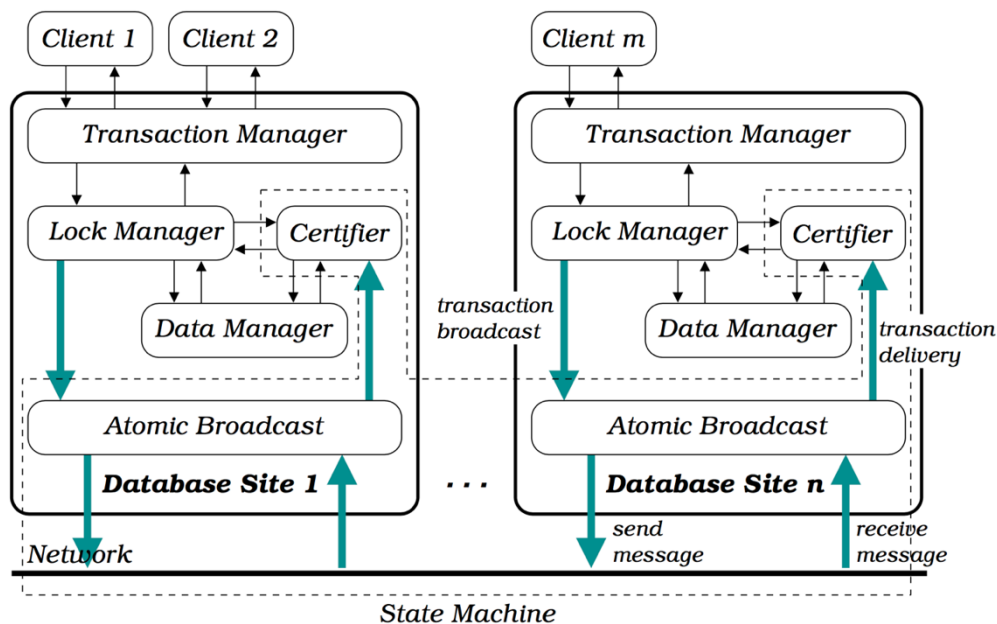 Client 1
Client 2
Client m
Transaction Manager
Transaction Manager
Lock Manager
Certifier
Lock Manager
Certifier
Data Manager
transaction
broadcast
Data Manager
transaction
delivery
Atomic Broadcast
Atomic Broadcast
Database Site 1
...
Database Site n
Network
send
message
receive
message
State Machine